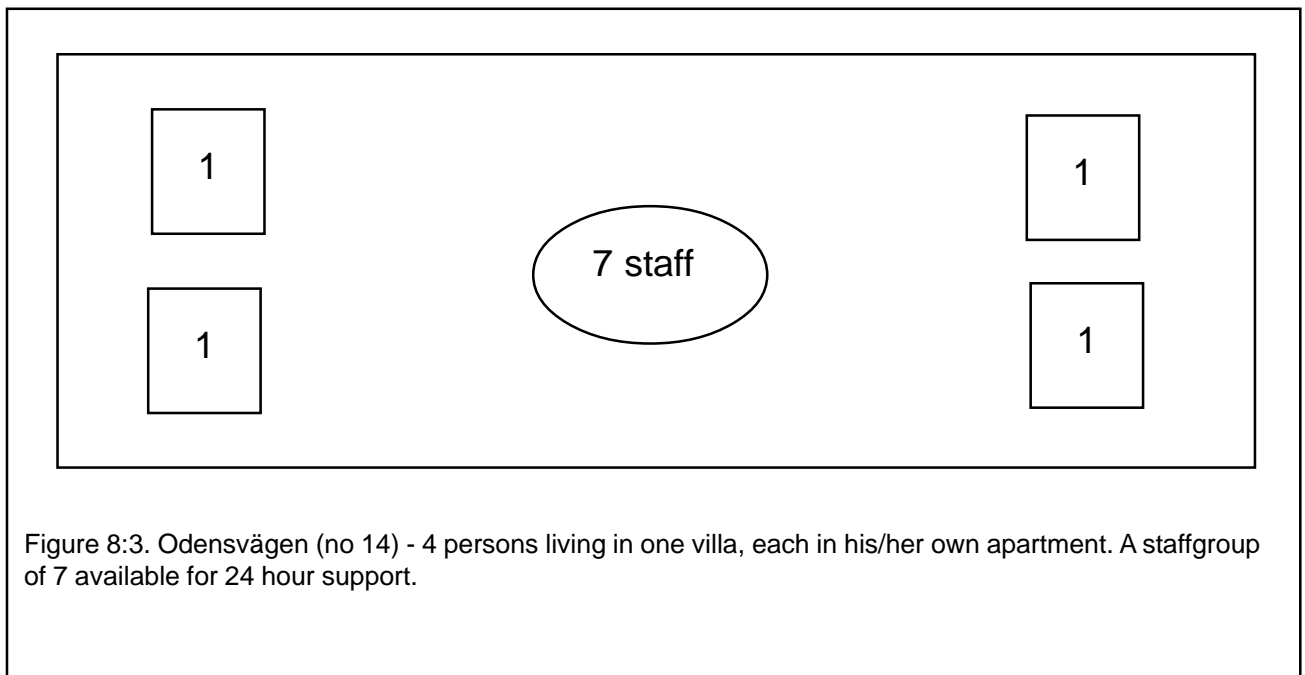 1
1
7 staff
1
1
Figure 8:3. Odensvägen (no 14) - 4 persons living in one villa, each in his/her own apartment. A staffgroup
of 7 available for 24 hour support.